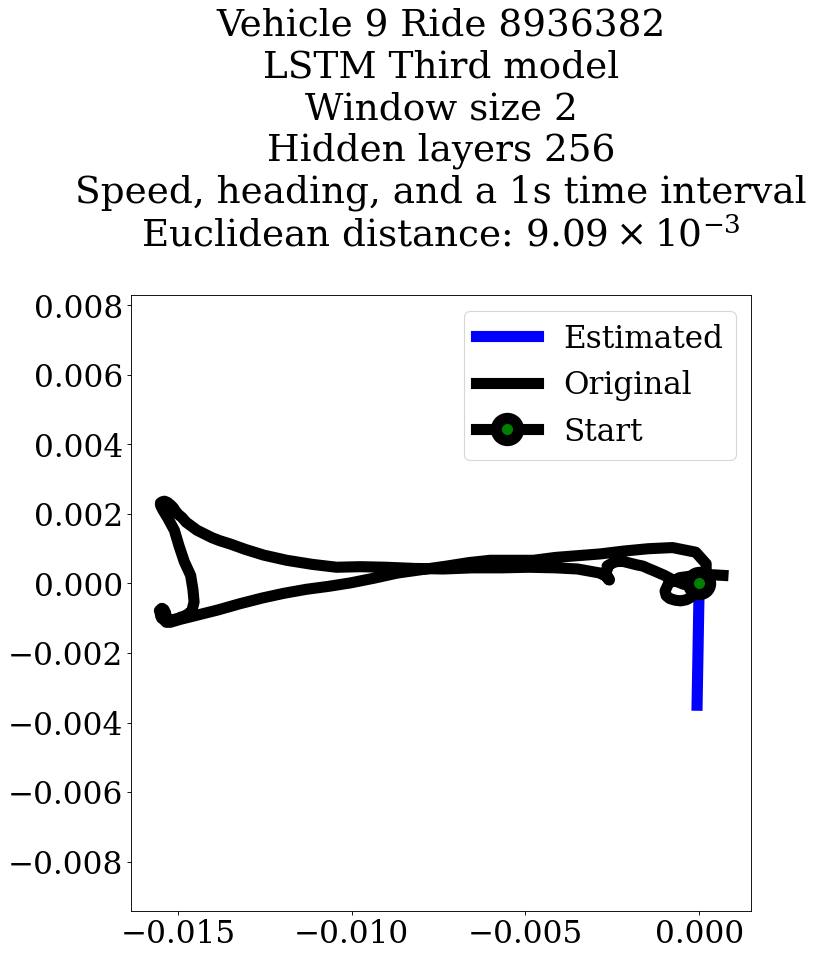 Vehicle 9 Ride 8936382
LSTM Third model
Window size 2
Hidden layers 256
Speed, heading, and a 1s time interval
Euclidean distance: 9.09 × 10⁻³
Estimated
Original
Start
0.008
0.006
0.004
0.002
0.000
−0.002
−0.004
−0.006
−0.008
−0.015 −0.010 −0.005 0.000